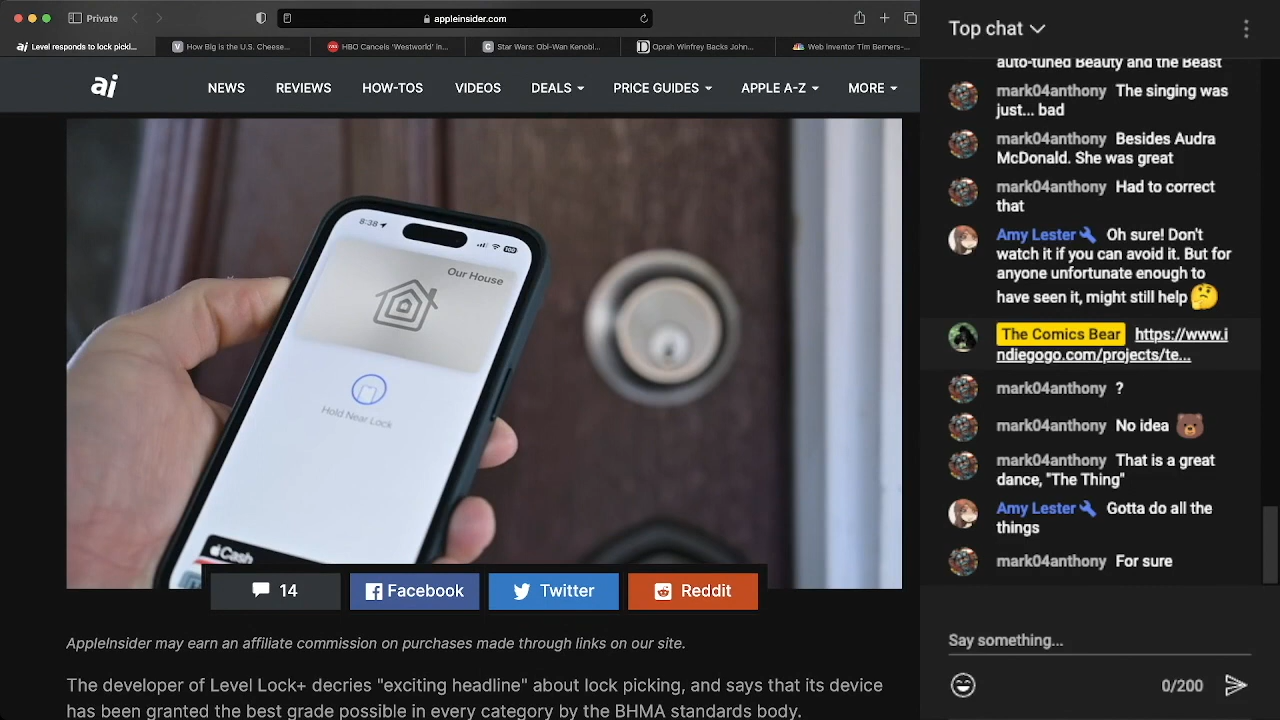 Private
appleinsider.com
Level responds to lock picki...
How Big Is the U.S. Cheese...
HBO Cancels 'Westworld' in...
Star Wars: Obi-Wan Kenobi...
Oprah Winfrey Backs John...
Web inventor Tim Berners-...
ai
NEWS
REVIEWS
HOW-TOS
VIDEOS
DEALS
PRICE GUIDES
APPLE A-Z
MORE
8:38
100
Our House
Hold Near Lock
Cash
14
Facebook
Twitter
Reddit
AppleInsider may earn an affiliate commission on purchases made through links on our site.
The developer of Level Lock+ decries "exciting headline" about lock picking, and says that its device
has been granted the best grade possible in every category by the BHMA standards body.
Top chat
auto-tuned Beauty and the Beast
mark04anthony The singing was
just... bad
mark04anthony Besides Audra
McDonald. She was great
mark04anthony Had to correct
that
Amy Lester Oh sure! Don't
watch it if you can avoid it. But for
anyone unfortunate enough to
have seen it, might still help
The Comics Bear https://www.i
ndiegogo.com/projects/te...
mark04anthony ?
mark04anthony No idea
mark04anthony That is a great
dance, "The Thing"
Amy Lester Gotta do all the
things
mark04anthony For sure
Say something...
0/200